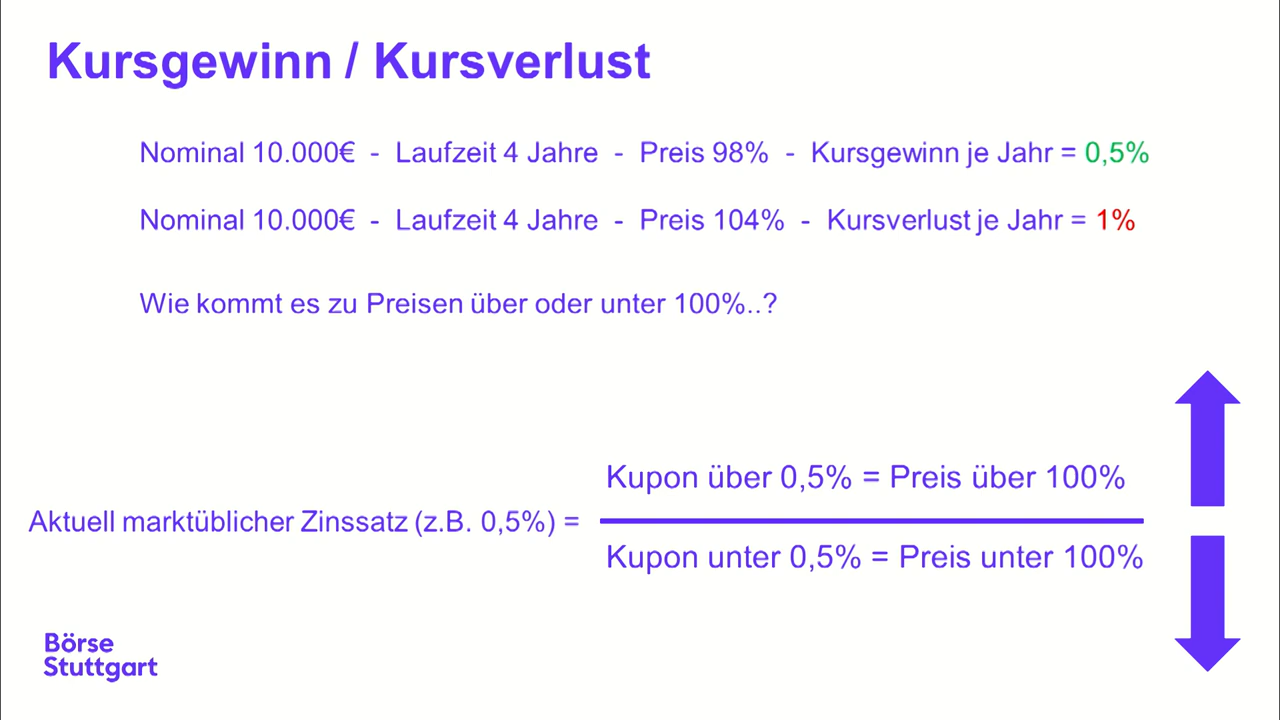 Kursgewinn / Kursverlust
Nominal 10.000€ - Laufzeit 4 Jahre - Preis 98% - Kursgewinn je Jahr = 0,5%
Nominal 10.000€ - Laufzeit 4 Jahre - Preis 104% - Kursverlust je Jahr = 1%
Wie kommt es zu Preisen über oder unter 100%..?
Kupon über 0,5% = Preis über 100%
Aktuell marktüblicher Zinssatz (z.B. 0,5%) =
Kupon unter 0,5% = Preis unter 100%
Börse
Stuttgart